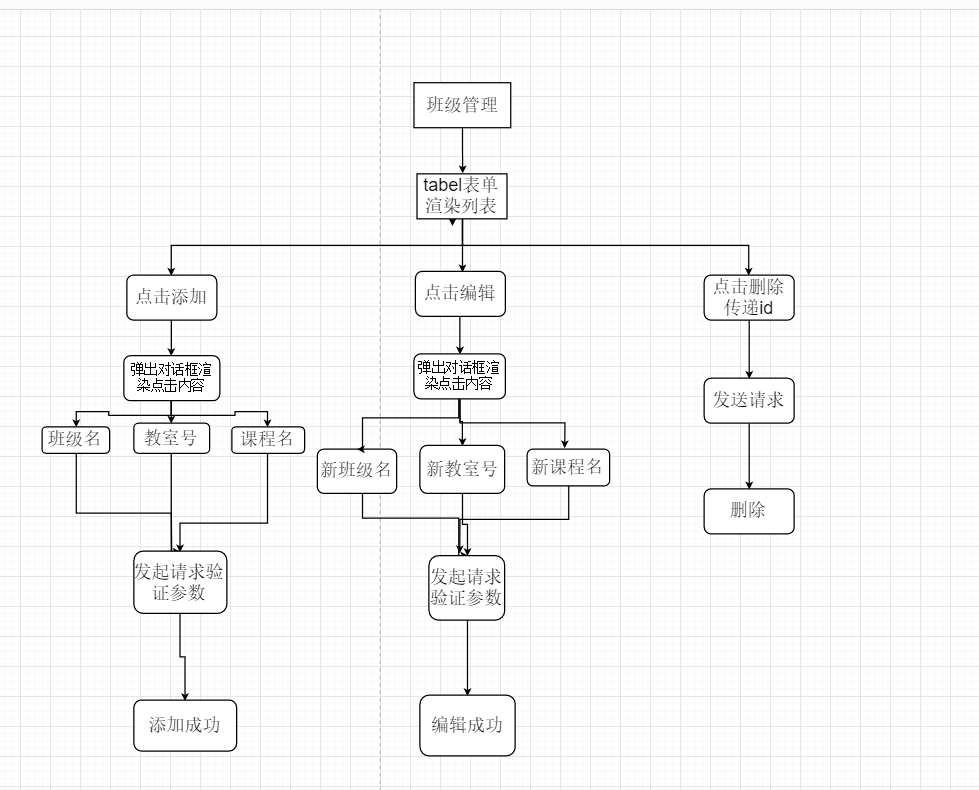 班级管理
tabel表单
渲染列表
点击添加
点击编辑
点击删除
传递id
弹出对话框渲
染点击内容
弹出对话框渲
染点击内容
发送请求
班级名
教室号
课程名
新班级名
新教室号
新课程名
删除
发起请求验
证参数
发起请求
验证参数
添加成功
编辑成功